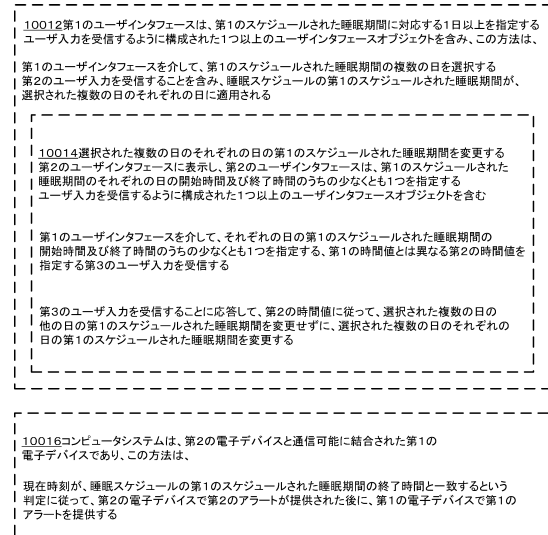 10012第1のユーザインタフェースは、第1のスケジュールされた睡眠期間に対応する1日以上を指定する
ユーザ入力を受信するように構成された1つ以上のユーザインターフェースオブジェクトを含み、この方法は、
第1のユーザインタフェースを介して、第1のスケジュールされた睡眠期間の複数の日を選択する
第2のユーザ入力を受信することを含み、睡眠スケジュールの第1のスケジュールされた睡眠期間が、
選択された複数の日のそれぞれの日に適用される
10014選択された複数の日のそれぞれの日の第1のスケジュールされた睡眠期間を変更する
第2のユーザインターフェースに表示し、第2のユーザインターフェースは、第1のスケジュールされた
睡眠期間のそれぞれの日の開始時間及び終了時間のうちの少なくとも1つを指定する
ユーザ入力を受信するように構成された1つ以上のユーザインターフェースオブジェクトを含む
第1のユーザインタフェースを介して、それぞれの日の第1のスケジュールされた睡眠期間の
開始時間及び終了時間のうちの少なくとも1つを指定する、第1の時間値とは異なる第2の時間値を
指定する第3のユーザ入力を受信する
第3のユーザ入力を受信することに応答して、第2の時間値に従って、選択された複数の日の
他の日の第1のスケジュールされた睡眠期間を変更せずに、選択された複数の日のそれぞれの
日の第1のスケジュールされた睡眠期間を変更する
10016コンピュータシステムは、第2の電子デバイスと通信可能に結合された第1の
電子デバイスであり、この方法は、
現在時刻が、睡眠スケジュールの第1のスケジュールされた睡眠期間の終了時間と一致するという
判定に従って、第2の電子デバイスで第2のアラートが提供された後に、第1の電子デバイスで第1の
アラートを提供する